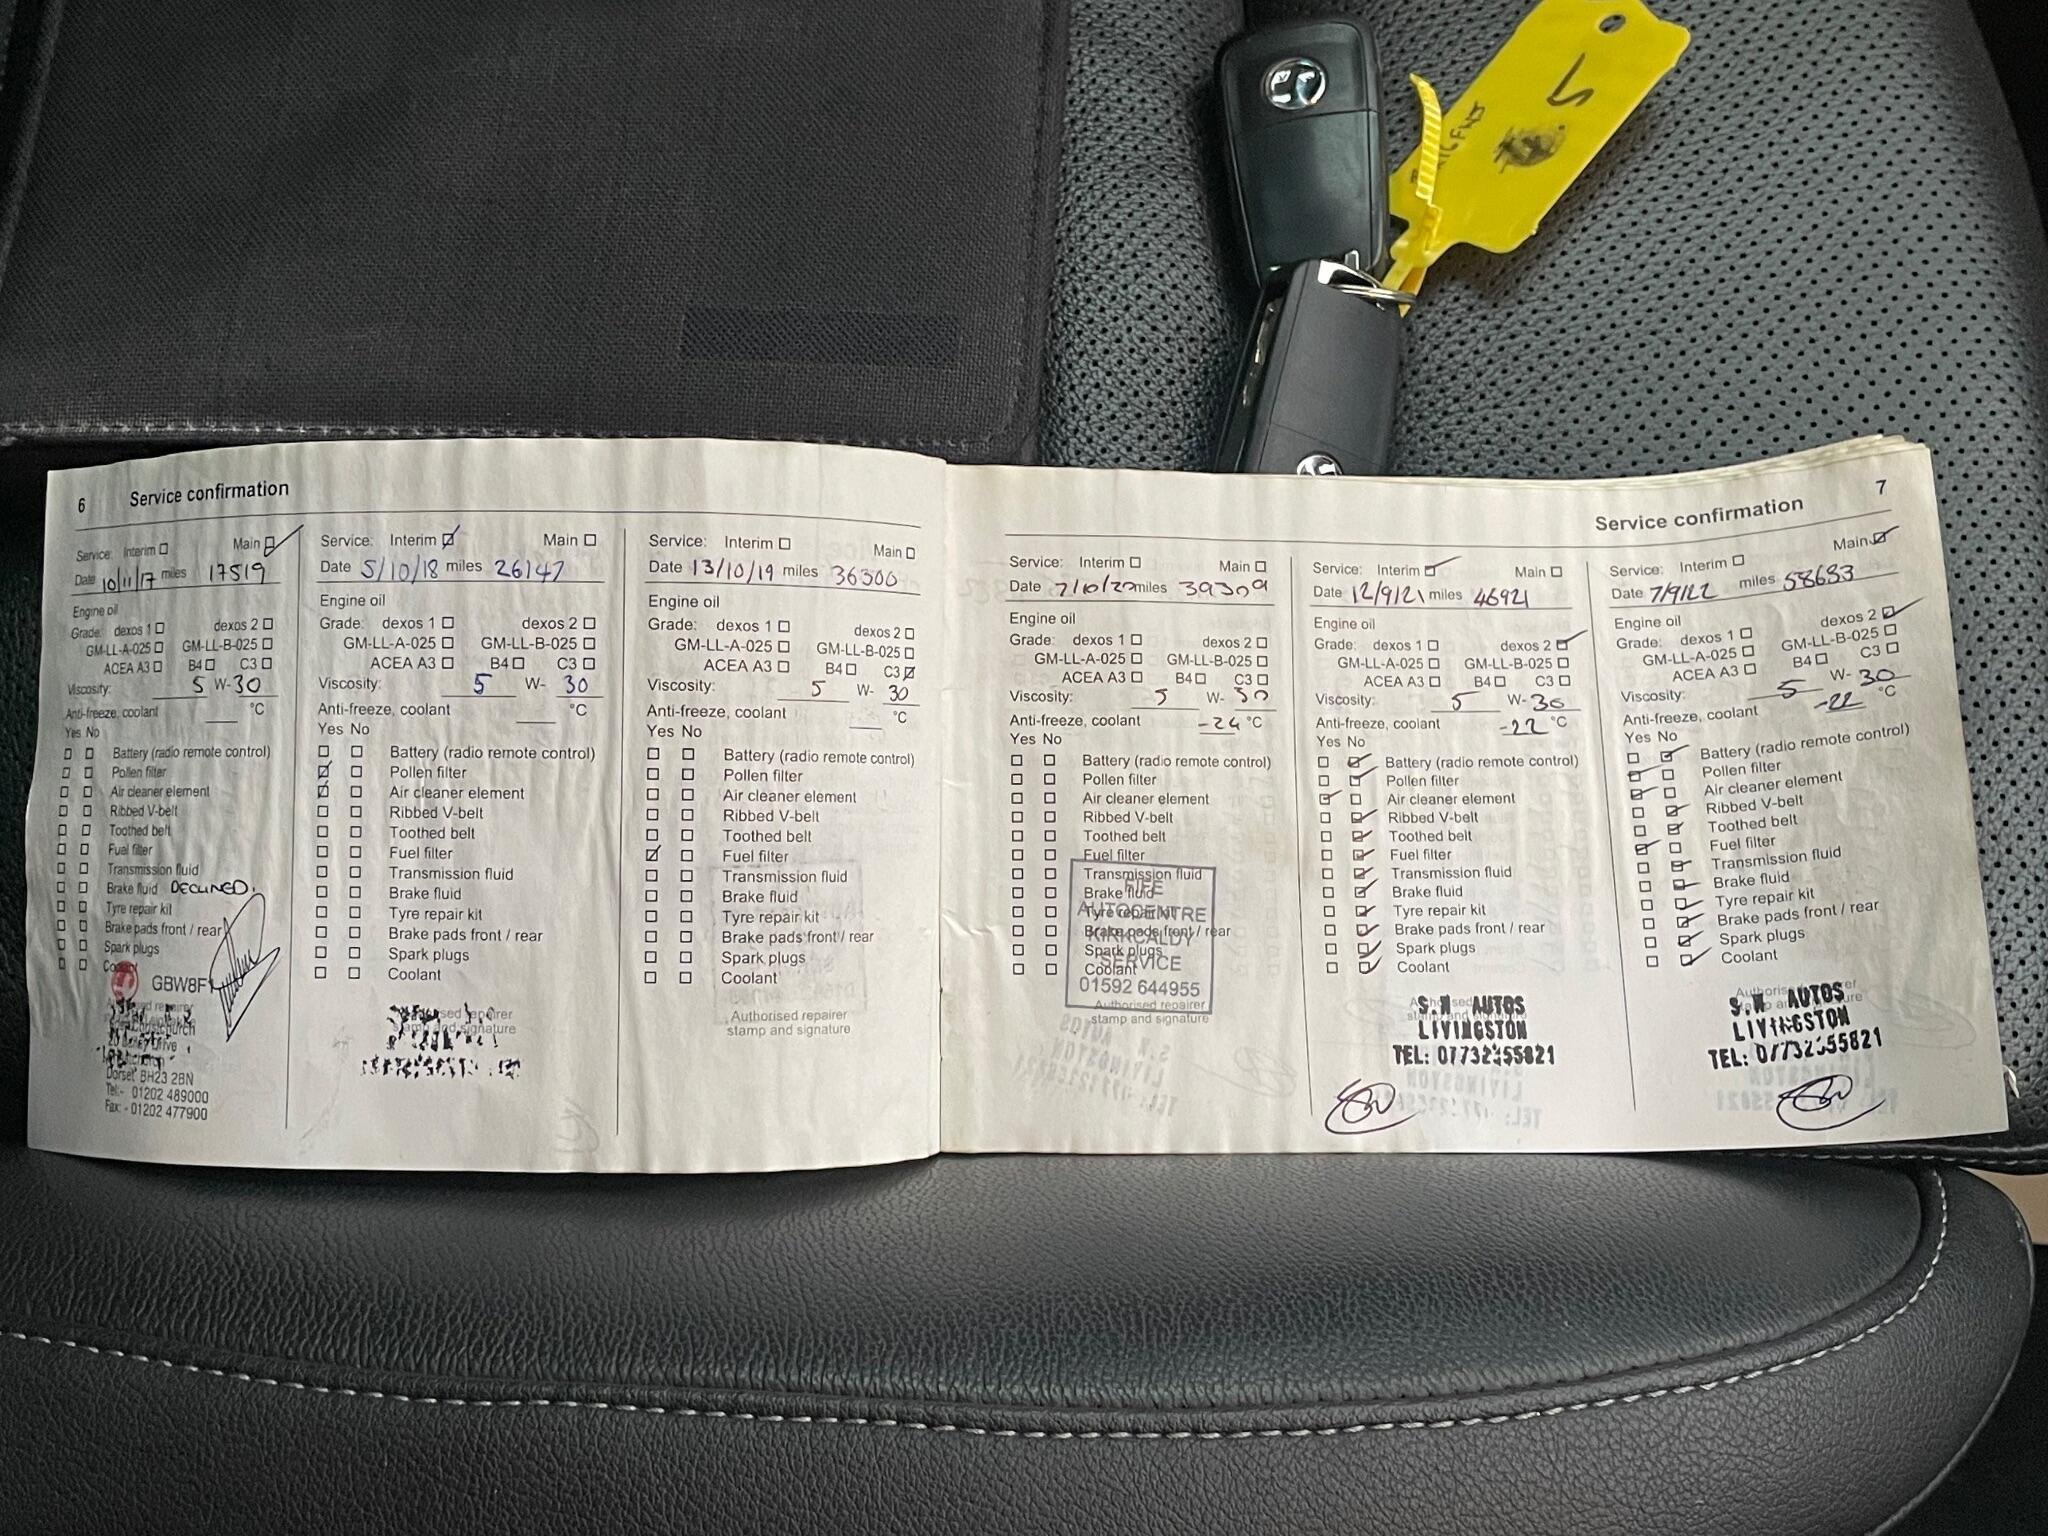 6 Service confirmation
Service: Interim Main
Date 10/11/17 miles 17519
Engine oil
Grade: dexos 1 dexos 2
GM-LL-A-025 GM-LL-B-025
ACEA A3 B4 C3
Viscosity: 5 W-30
Anti-freeze, coolant °C
Yes No
Battery (radio remote control)
Pollen filter
Air cleaner element
Ribbed V-belt
Toothed belt
Fuel filter
Transmission fluid
Brake fluid DECLINED.
Tyre repair kit
Brake pads front / rear
Spark plugs
Coolant
GBW8F
Dorset BH23 2BN
Tel:- 01202 489000
Fax: - 01202 477900
Service: Interim Main
Date 5/10/18 miles 26147
Engine oil
Grade: dexos 1 dexos 2
GM-LL-A-025 GM-LL-B-025
ACEA A3 B4 C3
Viscosity: 5 W- 30
Anti-freeze, coolant °C
Yes No
Battery (radio remote control)
Pollen filter
Air cleaner element
Ribbed V-belt
Toothed belt
Fuel filter
Transmission fluid
Brake fluid
Tyre repair kit
Brake pads front / rear
Spark plugs
Coolant
stamp and signature
Service: Interim Main
Date 13/10/19 miles 36300
Engine oil
Grade: dexos 1 dexos 2
GM-LL-A-025 GM-LL-B-025
ACEA A3 B4 C3
Viscosity: 5 W- 30
Anti-freeze, coolant °C
Yes No
Battery (radio remote control)
Pollen filter
Air cleaner element
Ribbed V-belt
Toothed belt
Fuel filter
Transmission fluid
Brake fluid
Tyre repair kit
Brake pads front / rear
Spark plugs
Coolant
Authorised repairer
stamp and signature
Service confirmation 7
Service: Interim Main
Date 7/10/20 miles 39309
Engine oil
Grade: dexos 1 dexos 2
GM-LL-A-025 GM-LL-B-025
ACEA A3 B4 C3
Viscosity: 5 W- 30
Anti-freeze, coolant -24 °C
Yes No
Battery (radio remote control)
Pollen filter
Air cleaner element
Ribbed V-belt
Toothed belt
Fuel filter
Transmission fluid
Brake fluid
Tyre repair kit
Brake pads front / rear
Spark plugs
Coolant
FIFE
AUTOCENTRE
KIRKCALDY
SERVICE
01592 644955
Authorised repairer
stamp and signature
Service: Interim Main
Date 12/9/21 miles 46921
Engine oil
Grade: dexos 1 dexos 2
GM-LL-A-025 GM-LL-B-025
ACEA A3 B4 C3
Viscosity: 5 W- 30
Anti-freeze, coolant -22 °C
Yes No
Battery (radio remote control)
Pollen filter
Air cleaner element
Ribbed V-belt
Toothed belt
Fuel filter
Transmission fluid
Brake fluid
Tyre repair kit
Brake pads front / rear
Spark plugs
Coolant
S.W AUTOS
LIVINGSTON
TEL: 07732355821
Service: Interim Main
Date 7/9/22 miles 58683
Engine oil
Grade: dexos 1 dexos 2
GM-LL-A-025 GM-LL-B-025
ACEA A3 B4 C3
Viscosity: 5 W- 30
Anti-freeze, coolant -22 °C
Yes No
Battery (radio remote control)
Pollen filter
Air cleaner element
Ribbed V-belt
Toothed belt
Fuel filter
Transmission fluid
Brake fluid
Tyre repair kit
Brake pads front / rear
Spark plugs
Coolant
S.W AUTOS
LIVINGSTON
TEL: 07732355821